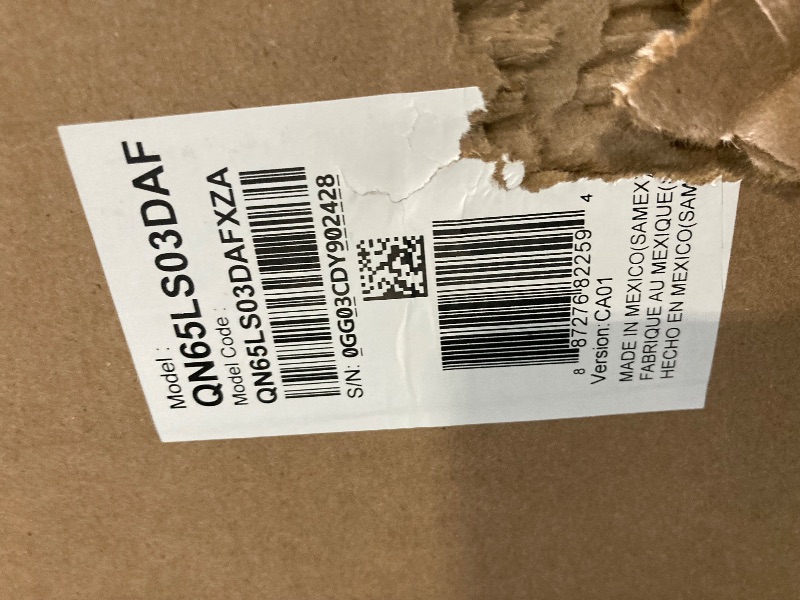 Model :
QN65LS03DAF
Model Code :
QN65LS03DAFXZA
S/N: 0GG03CDY902428
8 87276 82259 4
Version:CA01
MADE IN MEXICO(SAMEX
FABRIQUE AU MEXIQUE(
HECHO EN MEXICO(SAM